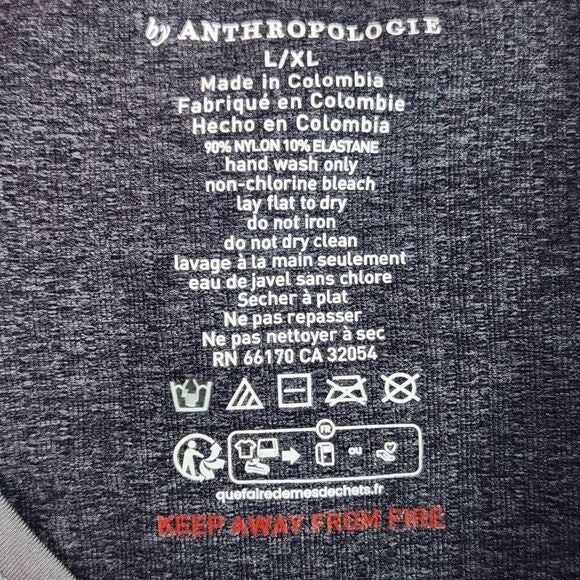 by ANTHROPOLOGIE
L/XL
Made in Colombia
Fabriqué en Colombie
Hecho en Colombia
90% NYLON 10% ELASTANE
hand wash only
non-chlorine bleach
lay flat to dry
do not iron
do not dry clean
lavage à la main seulement
eau de javel sans chlore
Secher à plat
Ne pas repasser
Ne pas nettoyer à sec
RN 66170 CA 32054
FR
ou
quefairedemesdechets.fr
KEEP AWAY FROM FIRE